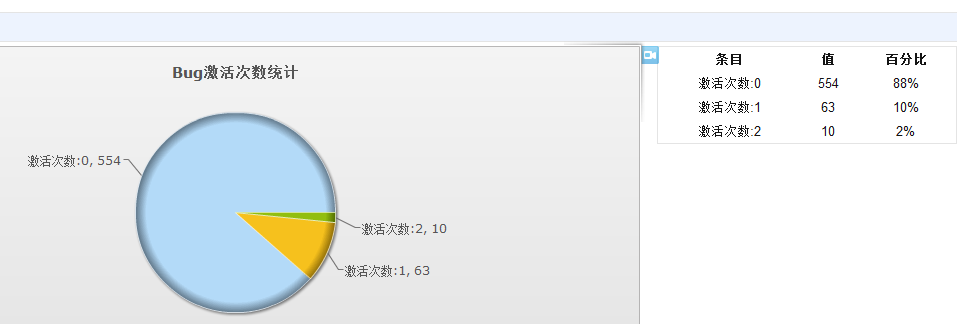 Bug激活次数统计
激活次数:0, 554
激活次数:2, 10
激活次数:1, 63
条目 值 百分比
激活次数:0 554 88%
激活次数:1 63 10%
激活次数:2 10 2%